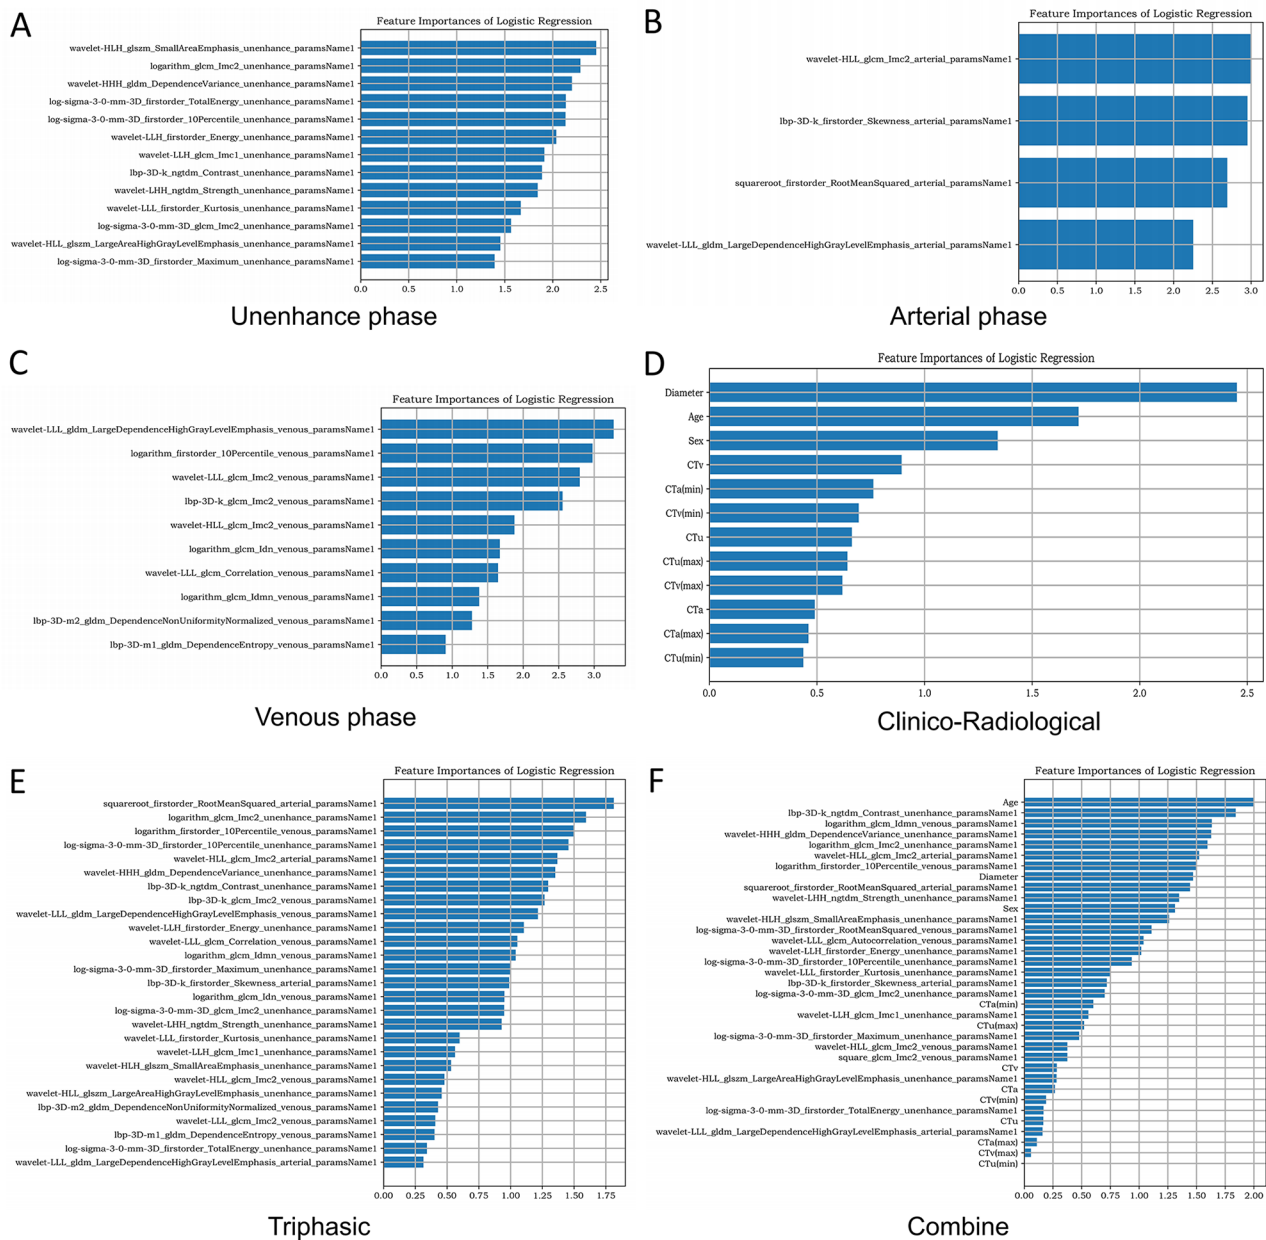 A
Feature Importances of Logistic Regression
wavelet-HLH_glszm_SmallAreaEmphasis_unenhance_paramsName1
logarithm_glcm_Imc2_unenhance_paramsName1
wavelet-HHH_gldm_DependenceVariance_unenhance_paramsName1
log-sigma-3-0-mm-3D_firstorder_TotalEnergy_unenhance_paramsName1
log-sigma-3-0-mm-3D_firstorder_10Percentile_unenhance_paramsName1
wavelet-LLH_firstorder_Energy_unenhance_paramsName1
wavelet-LLH_glcm_Imc1_unenhance_paramsName1
lbp-3D-k_ngtdm_Contrast_unenhance_paramsName1
wavelet-LHH_ngtdm_Strength_unenhance_paramsName1
wavelet-LLL_firstorder_Kurtosis_unenhance_paramsName1
log-sigma-3-0-mm-3D_glcm_Imc2_unenhance_paramsName1
wavelet-HLL_glszm_LargeAreaHighGrayLevelEmphasis_unenhance_paramsName1
log-sigma-3-0-mm-3D_firstorder_Maximum_unenhance_paramsName1
0.0 0.5 1.0 1.5 2.0 2.5
Unenhance phase
B
Feature Importances of Logistic Regression
wavelet-HLL_glcm_Imc2_arterial_paramsName1
lbp-3D-k_firstorder_Skewness_arterial_paramsName1
squareroot_firstorder_RootMeanSquared_arterial_paramsName1
wavelet-LLL_gldm_LargeDependenceHighGrayLevelEmphasis_arterial_paramsName1
0.0 0.5 1.0 1.5 2.0 2.5 3.0
Arterial phase
C
Feature Importances of Logistic Regression
wavelet-LLL_gldm_LargeDependenceHighGrayLevelEmphasis_venous_paramsName1
logarithm_firstorder_10Percentile_venous_paramsName1
wavelet-LLL_glcm_Imc2_venous_paramsName1
lbp-3D-k_glcm_Imc2_venous_paramsName1
wavelet-HLL_glcm_Imc2_venous_paramsName1
logarithm_glcm_Idn_venous_paramsName1
wavelet-LLL_glcm_Correlation_venous_paramsName1
logarithm_glcm_Idmn_venous_paramsName1
lbp-3D-m2_gldm_DependenceNonUniformityNormalized_venous_paramsName1
lbp-3D-m1_gldm_DependenceEntropy_venous_paramsName1
0.0 0.5 1.0 1.5 2.0 2.5 3.0
Venous phase
D
Feature Importances of Logistic Regression
Diameter
Age
Sex
CTv
CTa(min)
CTv(min)
CTu
CTu(max)
CTv(max)
CTa
CTa(max)
CTu(min)
0.0 0.5 1.0 1.5 2.0 2.5
Clinico-Radiological
E
Feature Importances of Logistic Regression
squareroot_firstorder_RootMeanSquared_arterial_paramsName1
logarithm_glcm_Imc2_unenhance_paramsName1
logarithm_firstorder_10Percentile_venous_paramsName1
log-sigma-3-0-mm-3D_firstorder_10Percentile_unenhance_paramsName1
wavelet-HLL_glcm_Imc2_arterial_paramsName1
wavelet-HHH_gldm_DependenceVariance_unenhance_paramsName1
lbp-3D-k_ngtdm_Contrast_unenhance_paramsName1
lbp-3D-k_glcm_Imc2_venous_paramsName1
wavelet-LLL_gldm_LargeDependenceHighGrayLevelEmphasis_venous_paramsName1
wavelet-LLH_firstorder_Energy_unenhance_paramsName1
wavelet-LLL_glcm_Correlation_venous_paramsName1
logarithm_glcm_Idmn_venous_paramsName1
log-sigma-3-0-mm-3D_firstorder_Maximum_unenhance_paramsName1
lbp-3D-k_firstorder_Skewness_arterial_paramsName1
logarithm_glcm_Idn_venous_paramsName1
log-sigma-3-0-mm-3D_glcm_Imc2_unenhance_paramsName1
wavelet-LHH_ngtdm_Strength_unenhance_paramsName1
wavelet-LLL_firstorder_Kurtosis_unenhance_paramsName1
wavelet-LLH_glcm_Imc1_unenhance_paramsName1
wavelet-HLH_glszm_SmallAreaEmphasis_unenhance_paramsName1
wavelet-HLL_glcm_Imc2_venous_paramsName1
wavelet-HLL_glszm_LargeAreaHighGrayLevelEmphasis_unenhance_paramsName1
lbp-3D-m2_gldm_DependenceNonUniformityNormalized_venous_paramsName1
wavelet-LLL_glcm_Imc2_venous_paramsName1
lbp-3D-m1_gldm_DependenceEntropy_venous_paramsName1
log-sigma-3-0-mm-3D_firstorder_TotalEnergy_unenhance_paramsName1
wavelet-LLL_gldm_LargeDependenceHighGrayLevelEmphasis_arterial_paramsName1
0.00 0.25 0.50 0.75 1.00 1.25 1.50 1.75
Triphasic
F
Feature Importances of Logistic Regression
Age
lbp-3D-k_ngtdm_Contrast_unenhance_paramsName1
logarithm_glcm_Idmn_venous_paramsName1
wavelet-HHH_gldm_DependenceVariance_unenhance_paramsName1
logarithm_glcm_Imc2_unenhance_paramsName1
wavelet-HLL_glcm_Imc2_arterial_paramsName1
logarithm_firstorder_10Percentile_venous_paramsName1
Diameter
squareroot_firstorder_RootMeanSquared_arterial_paramsName1
wavelet-LHH_ngtdm_Strength_unenhance_paramsName1
Sex
wavelet-HLH_glszm_SmallAreaEmphasis_unenhance_paramsName1
log-sigma-3-0-mm-3D_firstorder_RootMeanSquared_venous_paramsName1
wavelet-LLL_glcm_Autocorrelation_venous_paramsName1
wavelet-LLH_firstorder_Energy_unenhance_paramsName1
log-sigma-3-0-mm-3D_firstorder_10Percentile_unenhance_paramsName1
wavelet-LLL_firstorder_Kurtosis_unenhance_paramsName1
lbp-3D-k_firstorder_Skewness_arterial_paramsName1
log-sigma-3-0-mm-3D_glcm_Imc2_unenhance_paramsName1
CTa(min)
wavelet-LLH_glcm_Imc1_unenhance_paramsName1
CTu(max)
log-sigma-3-0-mm-3D_firstorder_Maximum_unenhance_paramsName1
wavelet-HLL_glcm_Imc2_venous_paramsName1
square_glcm_Imc2_venous_paramsName1
CTv
wavelet-HLL_glszm_LargeAreaHighGrayLevelEmphasis_unenhance_paramsName1
CTa
CTv(min)
log-sigma-3-0-mm-3D_firstorder_TotalEnergy_unenhance_paramsName1
CTu
wavelet-LLL_gldm_LargeDependenceHighGrayLevelEmphasis_arterial_paramsName1
CTa(max)
CTv(max)
CTu(min)
0.00 0.25 0.50 0.75 1.00 1.25 1.50 1.75 2.00
Combine